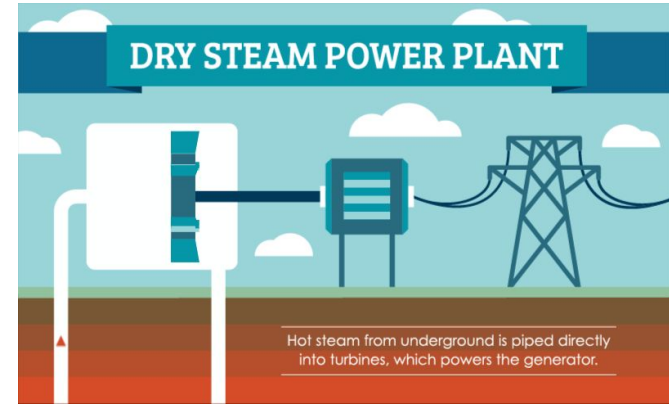 DRY STEAM POWER PLANT
Hot steam from underground is piped directly
into turbines, which powers the generator.